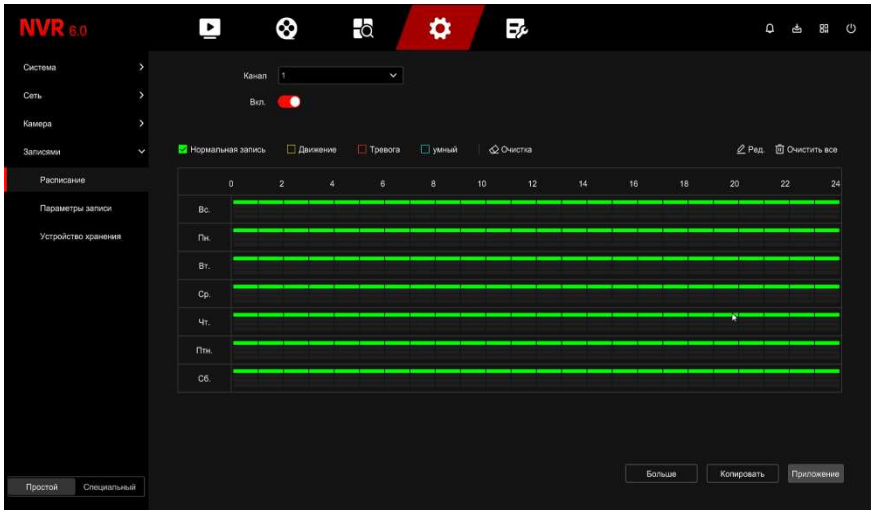 NVR 6.0
Система
Сеть
Камера
Записями
Расписание
Параметры записи
Устройство хранения
Простой Специальный
Канал 1
Вкл.
Нормальная запись Движение Тревога умный Очистка Ред. Очистить все
0 2 4 6 8 10 12 14 16 18 20 22 24
Вс.
Пн.
Вт.
Ср.
Чт.
Птн.
Сб.
Больше Копировать Приложение